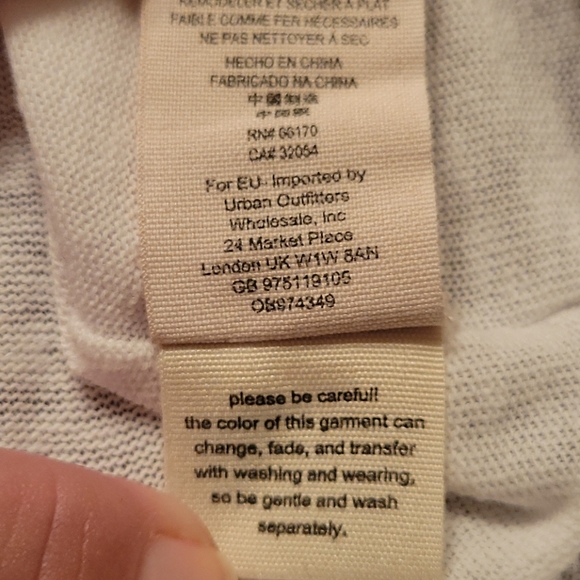 REMODELER ET SÉCHER À PLAT
FAIBLE COMME FER NÉCESSAIRES
NE PAS NETTOYER À SEC
HECHO EN CHINA
FABRICADO NA CHINA
中國製造
RN# 66170
CA# 32054
For EU- Imported by
Urban Outfitters
Wholesale, Inc
24 Market Place
London UK W1W 8AN
GB 975119105
OB974349
please be careful!
the color of this garment can
change, fade, and transfer
with washing and wearing,
so be gentle and wash
separately.